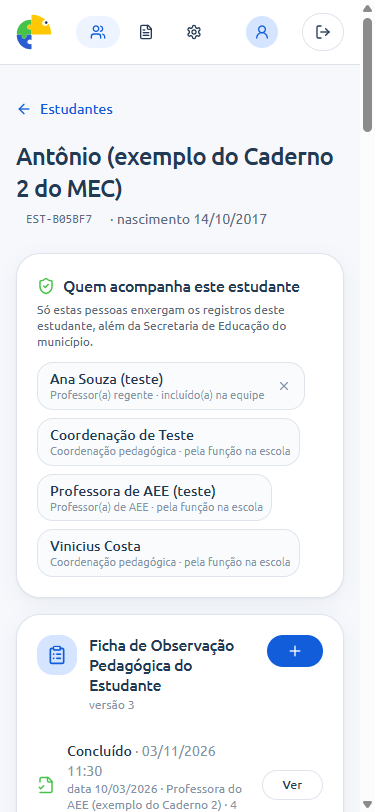 Estudantes
Antônio (exemplo do Caderno
2 do MEC)
EST-B05BF7 · nascimento 14/10/2017
Quem acompanha este estudante
Só estas pessoas enxergam os registros deste
estudante, além da Secretaria de Educação do
município.
Ana Souza (teste)
Professor(a) regente · incluído(a) na equipe
Coordenação de Teste
Coordenação pedagógica · pela função na escola
Professora de AEE (teste)
Professor(a) de AEE · pela função na escola
Vinicius Costa
Coordenação pedagógica · pela função na escola
Ficha de Observação
Pedagógica do
Estudante
versão 3
Concluído · 03/11/2026
11:30
data 10/03/2026 · Professora do
AEE (exemplo do Caderno 2) · 4
Ver